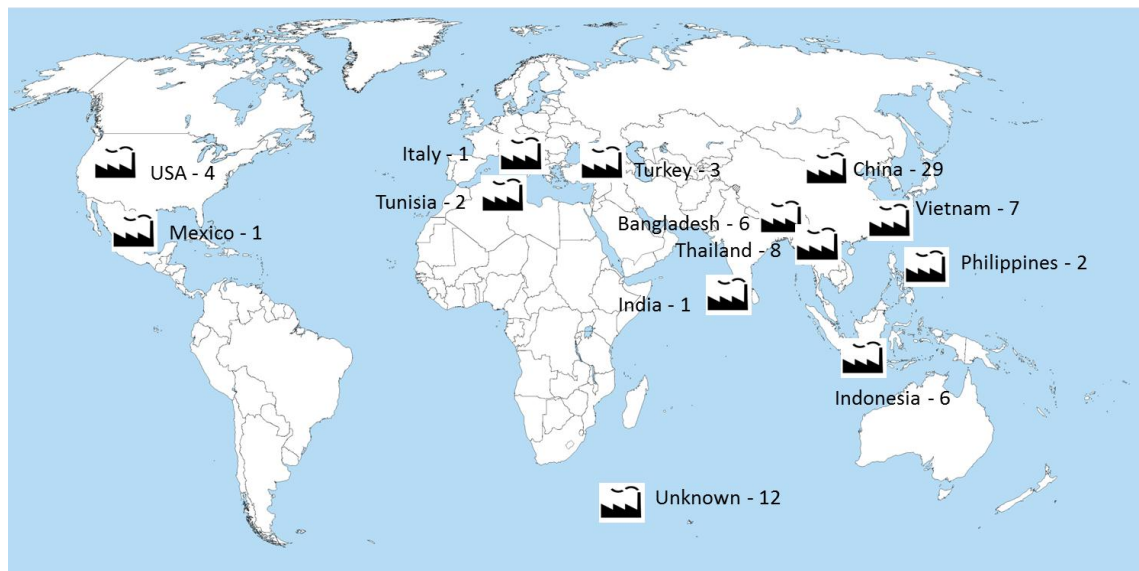 Italy - 1
USA - 4
Turkey - 3
China - 29
Tunisia - 2
Vietnam - 7
Mexico - 1
Bangladesh - 6
Thailand - 8
Philippines - 2
India - 1
Indonesia - 6
Unknown - 12